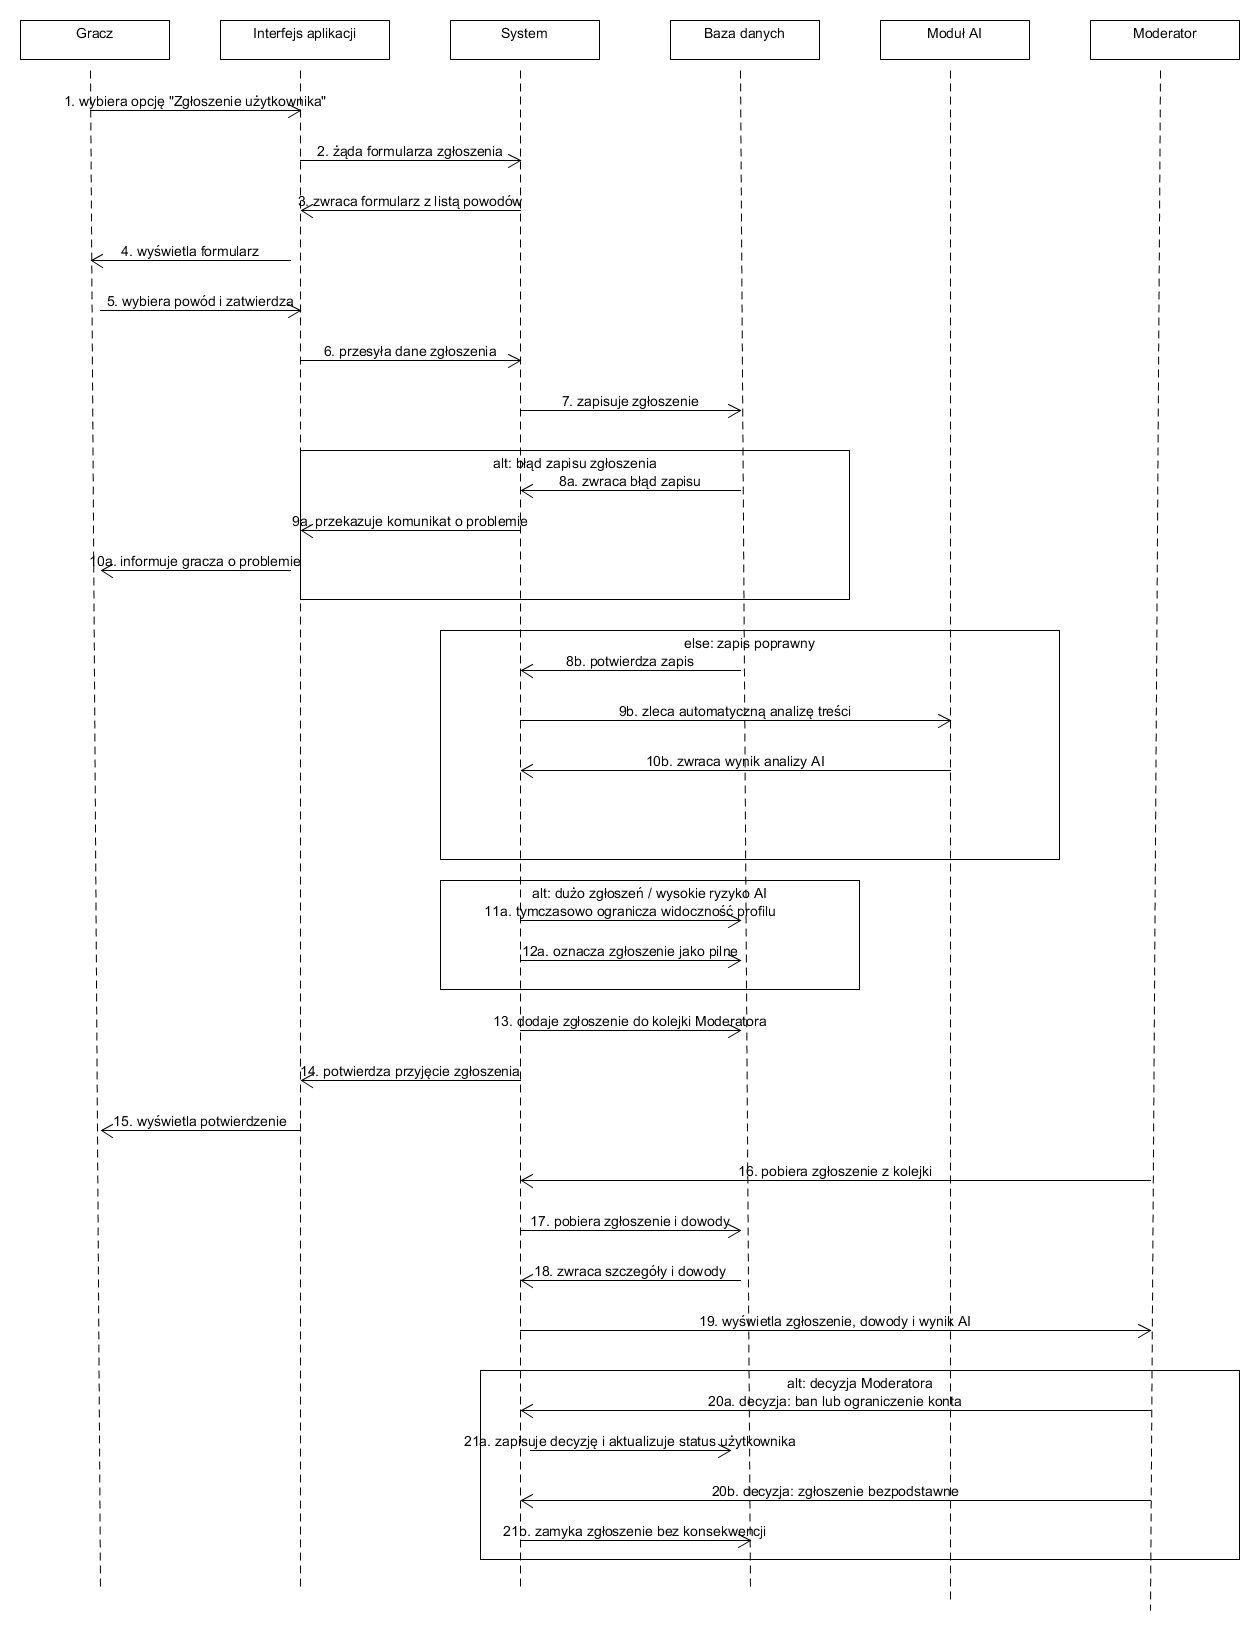 Gracz
Interfejs aplikacji
System
Baza danych
Moduł AI
Moderator
1. wybiera opcję "Zgłoszenie użytkownika"
2. żąda formularza zgłoszenia
3. zwraca formularz z listą powodów
4. wyświetla formularz
5. wybiera powód i zatwierdza
6. przesyła dane zgłoszenia
7. zapisuje zgłoszenie
alt: błąd zapisu zgłoszenia
8a. zwraca błąd zapisu
9a. przekazuje komunikat o problemie
10a. informuje gracza o problemie
else: zapis poprawny
8b. potwierdza zapis
9b. zleca automatyczną analizę treści
10b. zwraca wynik analizy AI
alt: dużo zgłoszeń / wysokie ryzyko AI
11a. tymczasowo ogranicza widoczność profilu
12a. oznacza zgłoszenie jako pilne
13. dodaje zgłoszenie do kolejki Moderatora
14. potwierdza przyjęcie zgłoszenia
15. wyświetla potwierdzenie
16. pobiera zgłoszenie z kolejki
17. pobiera zgłoszenie i dowody
18. zwraca szczegóły i dowody
19. wyświetla zgłoszenie, dowody i wynik AI
alt: decyzja Moderatora
20a. decyzja: ban lub ograniczenie konta
21a. zapisuje decyzję i aktualizuje status użytkownika
20b. decyzja: zgłoszenie bezpodstawne
21b. zamyka zgłoszenie bez konsekwencji